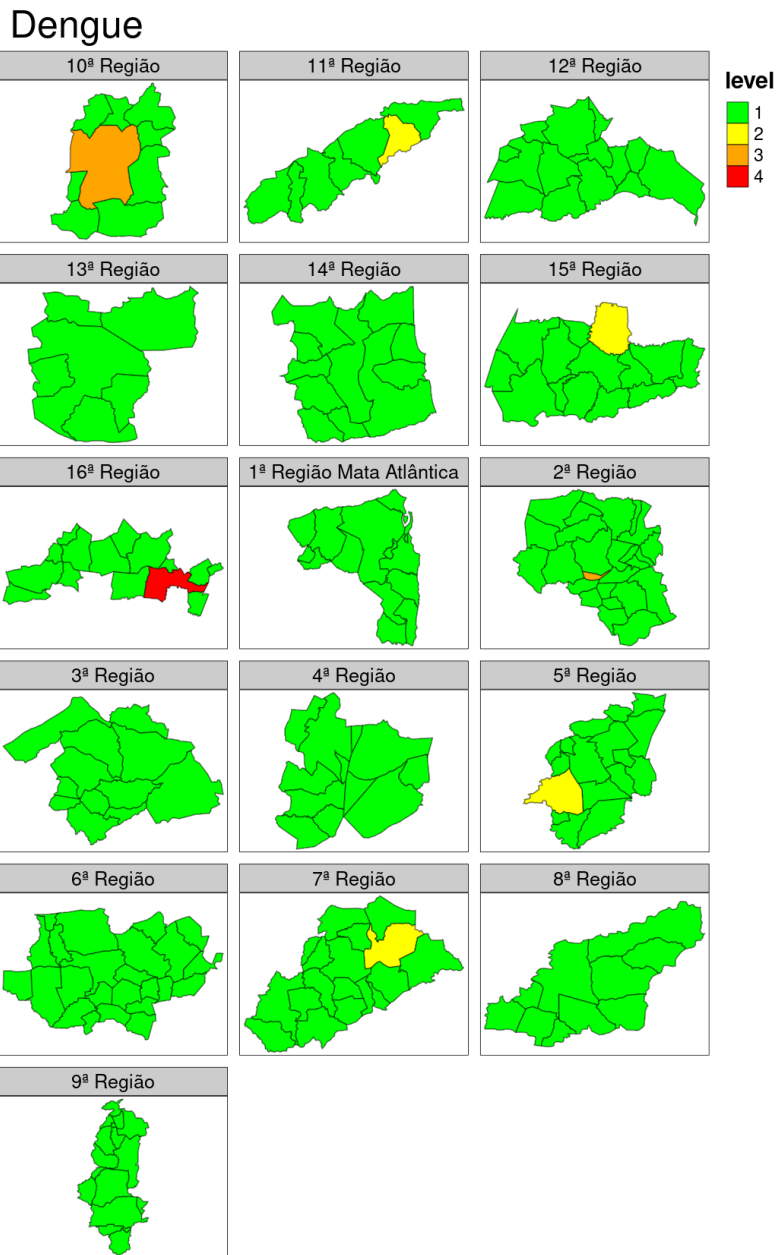 Dengue
10ª Região
11ª Região
12ª Região
level
1
2
3
4
13ª Região
14ª Região
15ª Região
16ª Região
1ª Região Mata Atlântica
2ª Região
3ª Região
4ª Região
5ª Região
6ª Região
7ª Região
8ª Região
9ª Região